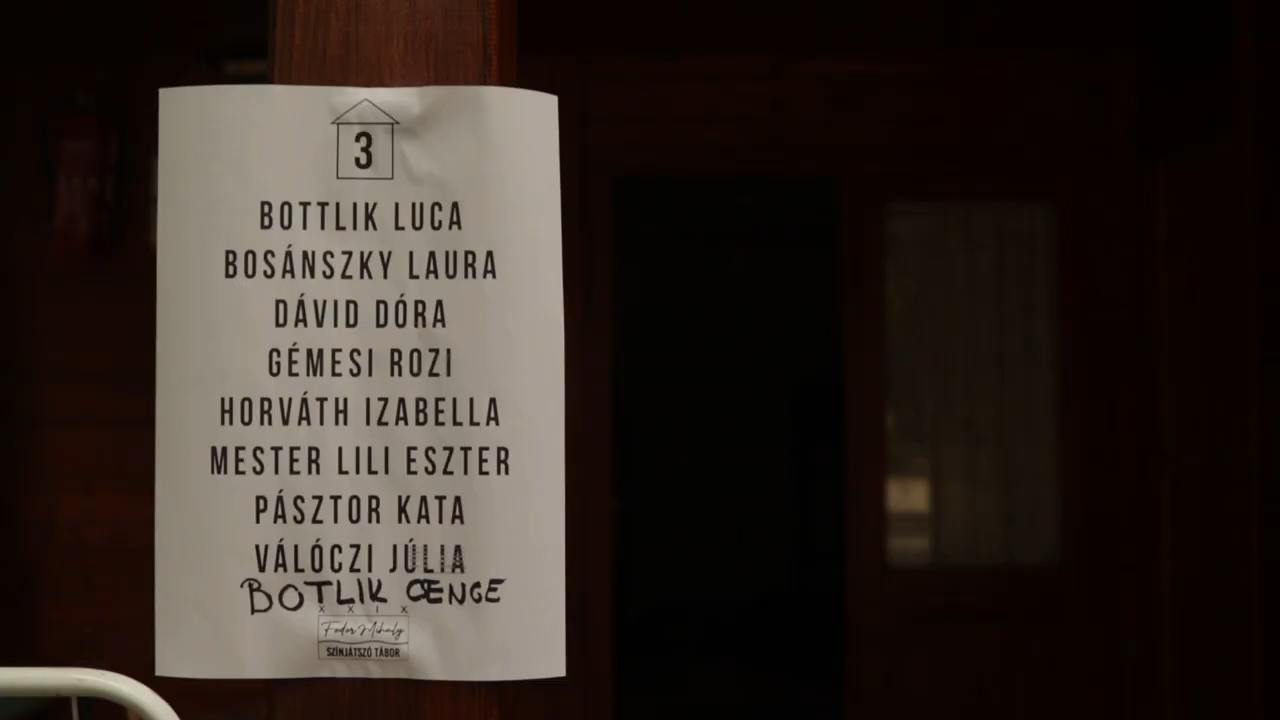 3
BOTTLIK LUCA
BOSÁNSZKY LAURA
DÁVID DÓRA
GÉMESI ROZI
HORVÁTH IZABELLA
MESTER LILI ESZTER
PÁSZTOR KATA
VÁLÓCZI JÚLIA
BOTLIK CENGE
X X I X
Fodor Mihály
SZÍNJÁTSZÓ TÁBOR